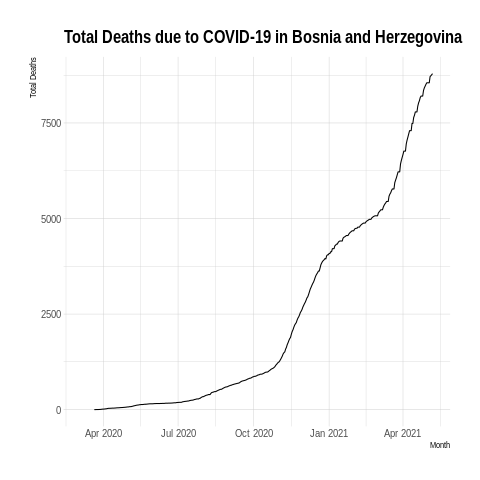 Total Deaths due to COVID-19 in Bosnia and Herzegovina
Total Deaths
7500
5000
2500
0
Apr 2020 Jul 2020 Oct 2020 Jan 2021 Apr 2021
Month